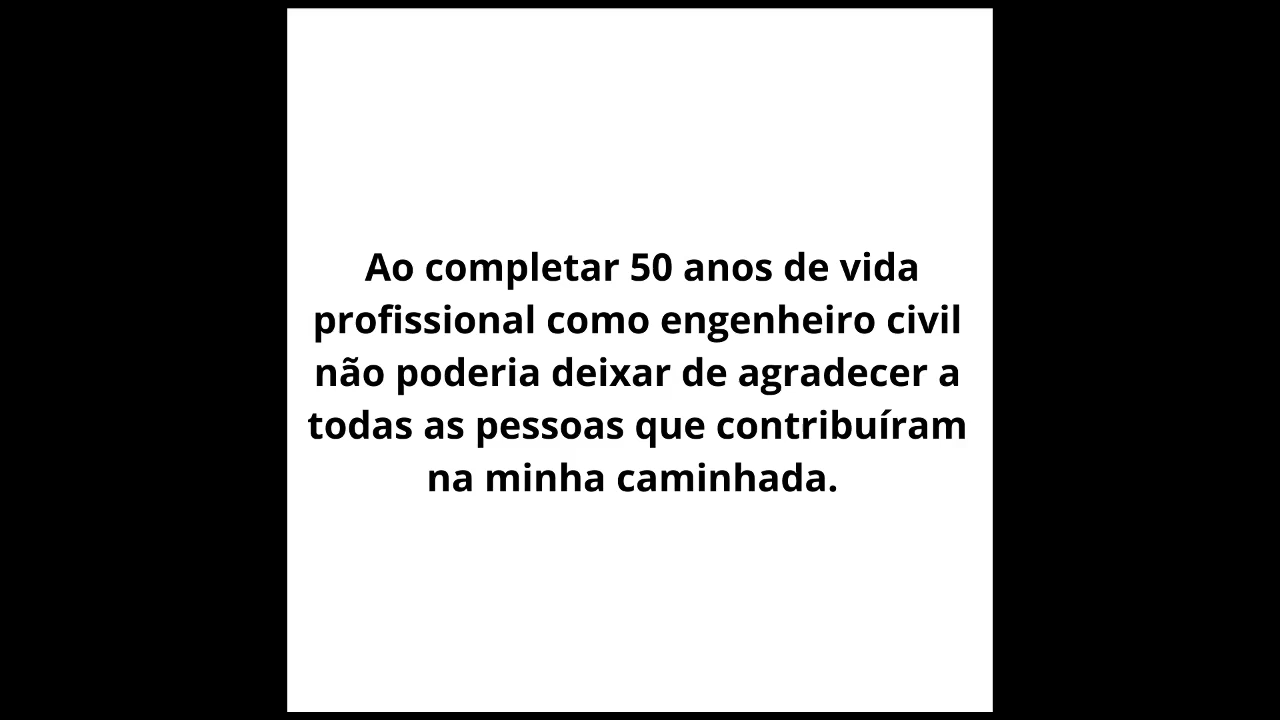 Ao completar 50 anos de vida
profissional como engenheiro civil
não poderia deixar de agradecer a
todas as pessoas que contribuíram
na minha caminhada.